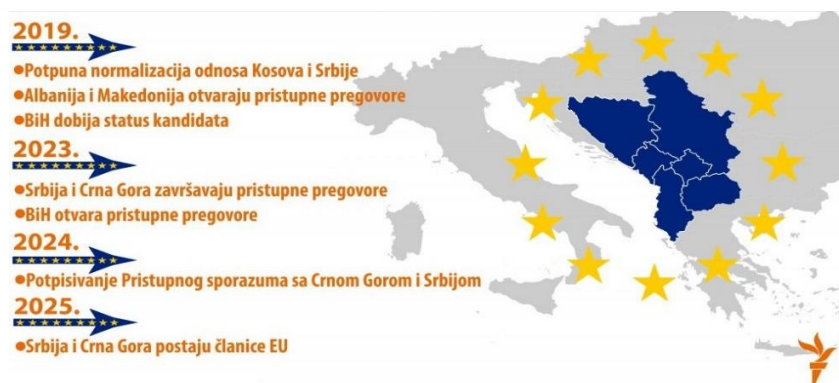 2019.
•Potpuna normalizacija odnosa Kosova i Srbije
•Albanija i Makedonija otvaraju pristupne pregovore
•BiH dobija status kandidata
2023.
•Srbija i Crna Gora završavaju pristupne pregovore
•BiH otvara pristupne pregovore
2024.
•Potpisivanje Pristupnog sporazuma sa Crnom Gorom i Srbijom
2025.
•Srbija i Crna Gora postaju članice EU